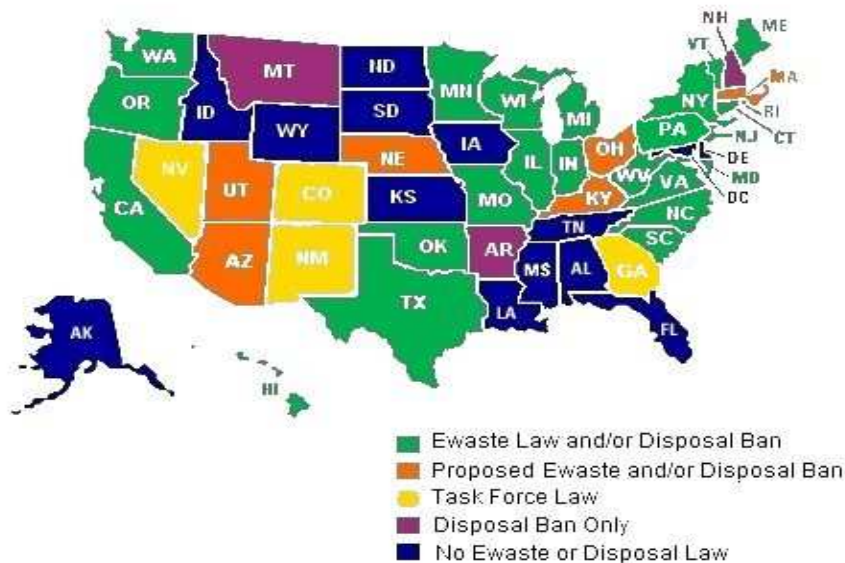 NH
ME
VT
WA
MT
ND
MN
MA
OR
ID
SD
WI
MI
NY
RI
WY
CT
IA
PA
NJ
NV
UT
NE
IL
IN
OH
DE
CO
WV
VA
MD
CA
KS
MO
KY
DC
NC
TN
OK
AR
SC
AZ
NM
MS
AL
GA
TX
LA
AK
FL
HI
Ewaste Law and/or Disposal Ban
Proposed Ewaste and/or Disposal Ban
Task Force Law
Disposal Ban Only
No Ewaste or Disposal Law